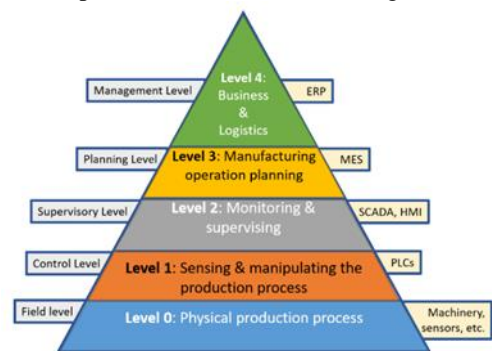 Level 4:
Business
&
Logistics
Management Level
ERP
Level 3: Manufacturing
operation planning
Planning Level
MES
Level 2: Monitoring &
supervising
Supervisory Level
SCADA, HMI
Level 1: Sensing & manipulating the
production process
Control Level
PLCs
Level 0: Physical production process
Field level
Machinery,
sensors, etc.